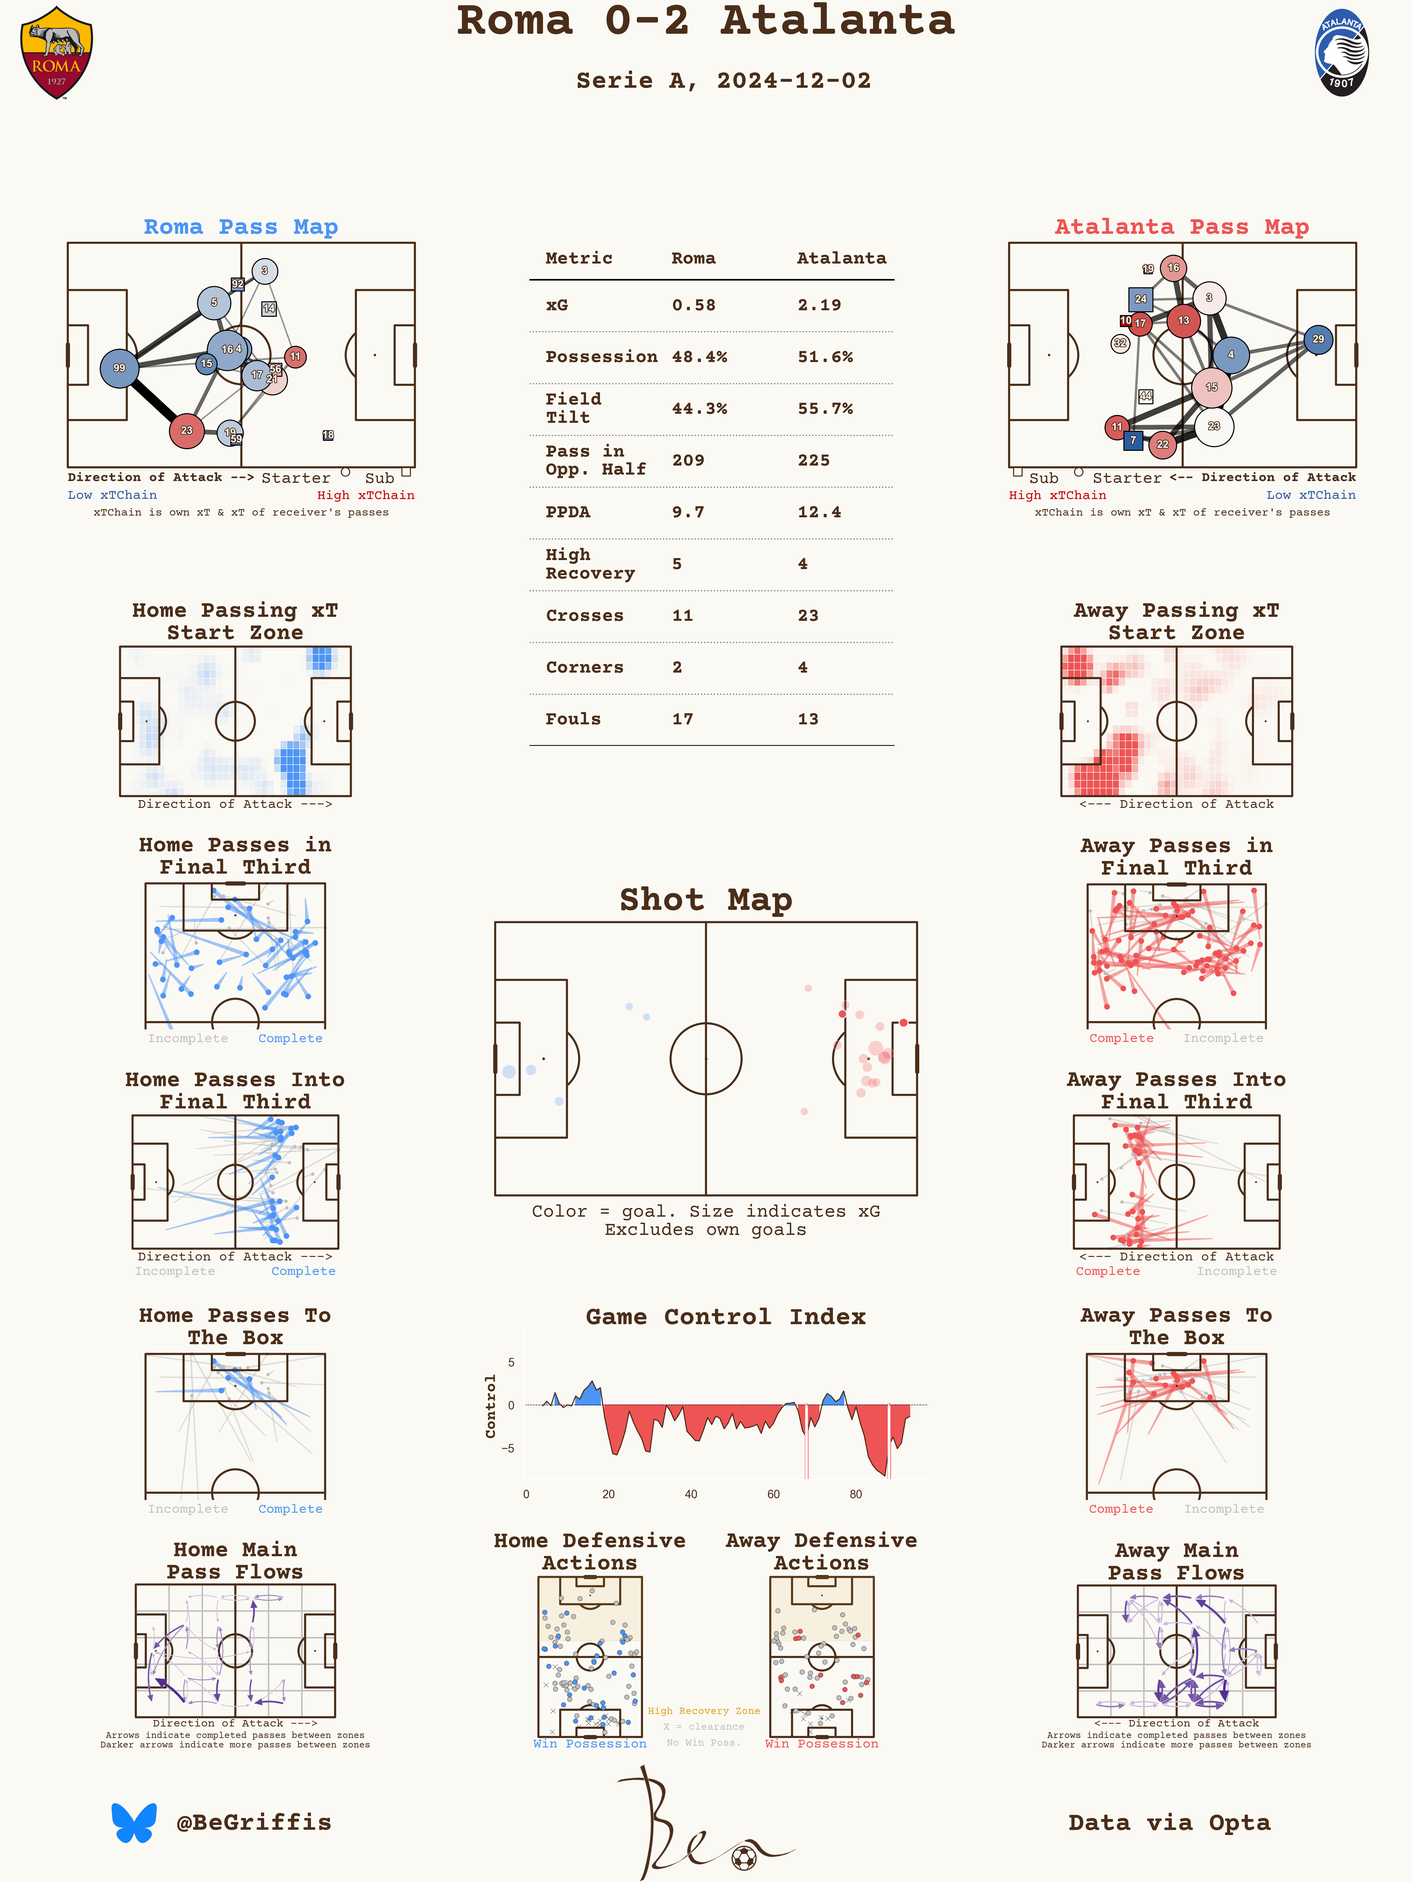 Roma 0-2 Atalanta
Serie A, 2024-12-02
ROMA
1927
ATALANTA
1907
Roma Pass Map
3
92
5
14
16
4
15
11
99
56
17
21
23
19
59
18
Direction of Attack --> Starter Sub
Low xTChain High xTChain
xTChain is own xT & xT of receiver's passes
Metric Roma Atalanta
xG 0.58 2.19
Possession 48.4% 51.6%
Field
Tilt 44.3% 55.7%
Pass in
Opp. Half 209 225
PPDA 9.7 12.4
High
Recovery 5 4
Crosses 11 23
Corners 2 4
Fouls 17 13
Atalanta Pass Map
19
16
24
3
10
17
13
32
4
29
15
44
11
7
22
23
Sub Starter <-- Direction of Attack
High xTChain Low xTChain
xTChain is own xT & xT of receiver's passes
Home Passing xT
Start Zone
Direction of Attack --->
Away Passing xT
Start Zone
<--- Direction of Attack
Home Passes in
Final Third
Incomplete Complete
Away Passes in
Final Third
Complete Incomplete
Shot Map
Color = goal. Size indicates xG
Excludes own goals
Home Passes Into
Final Third
Direction of Attack --->
Incomplete Complete
Away Passes Into
Final Third
<--- Direction of Attack
Complete Incomplete
Home Passes To
The Box
Incomplete Complete
Game Control Index
Control
5
0
−5
0 20 40 60 80
Away Passes To
The Box
Complete Incomplete
Home Main
Pass Flows
Direction of Attack --->
Arrows indicate completed passes between zones
Darker arrows indicate more passes between zones
Home Defensive
Actions
Win Possession
High Recovery Zone
X = clearance
No Win Poss.
Away Defensive
Actions
Win Possession
Away Main
Pass Flows
<--- Direction of Attack
Arrows indicate completed passes between zones
Darker arrows indicate more passes between zones
@BeGriffis
Ben
Data via Opta